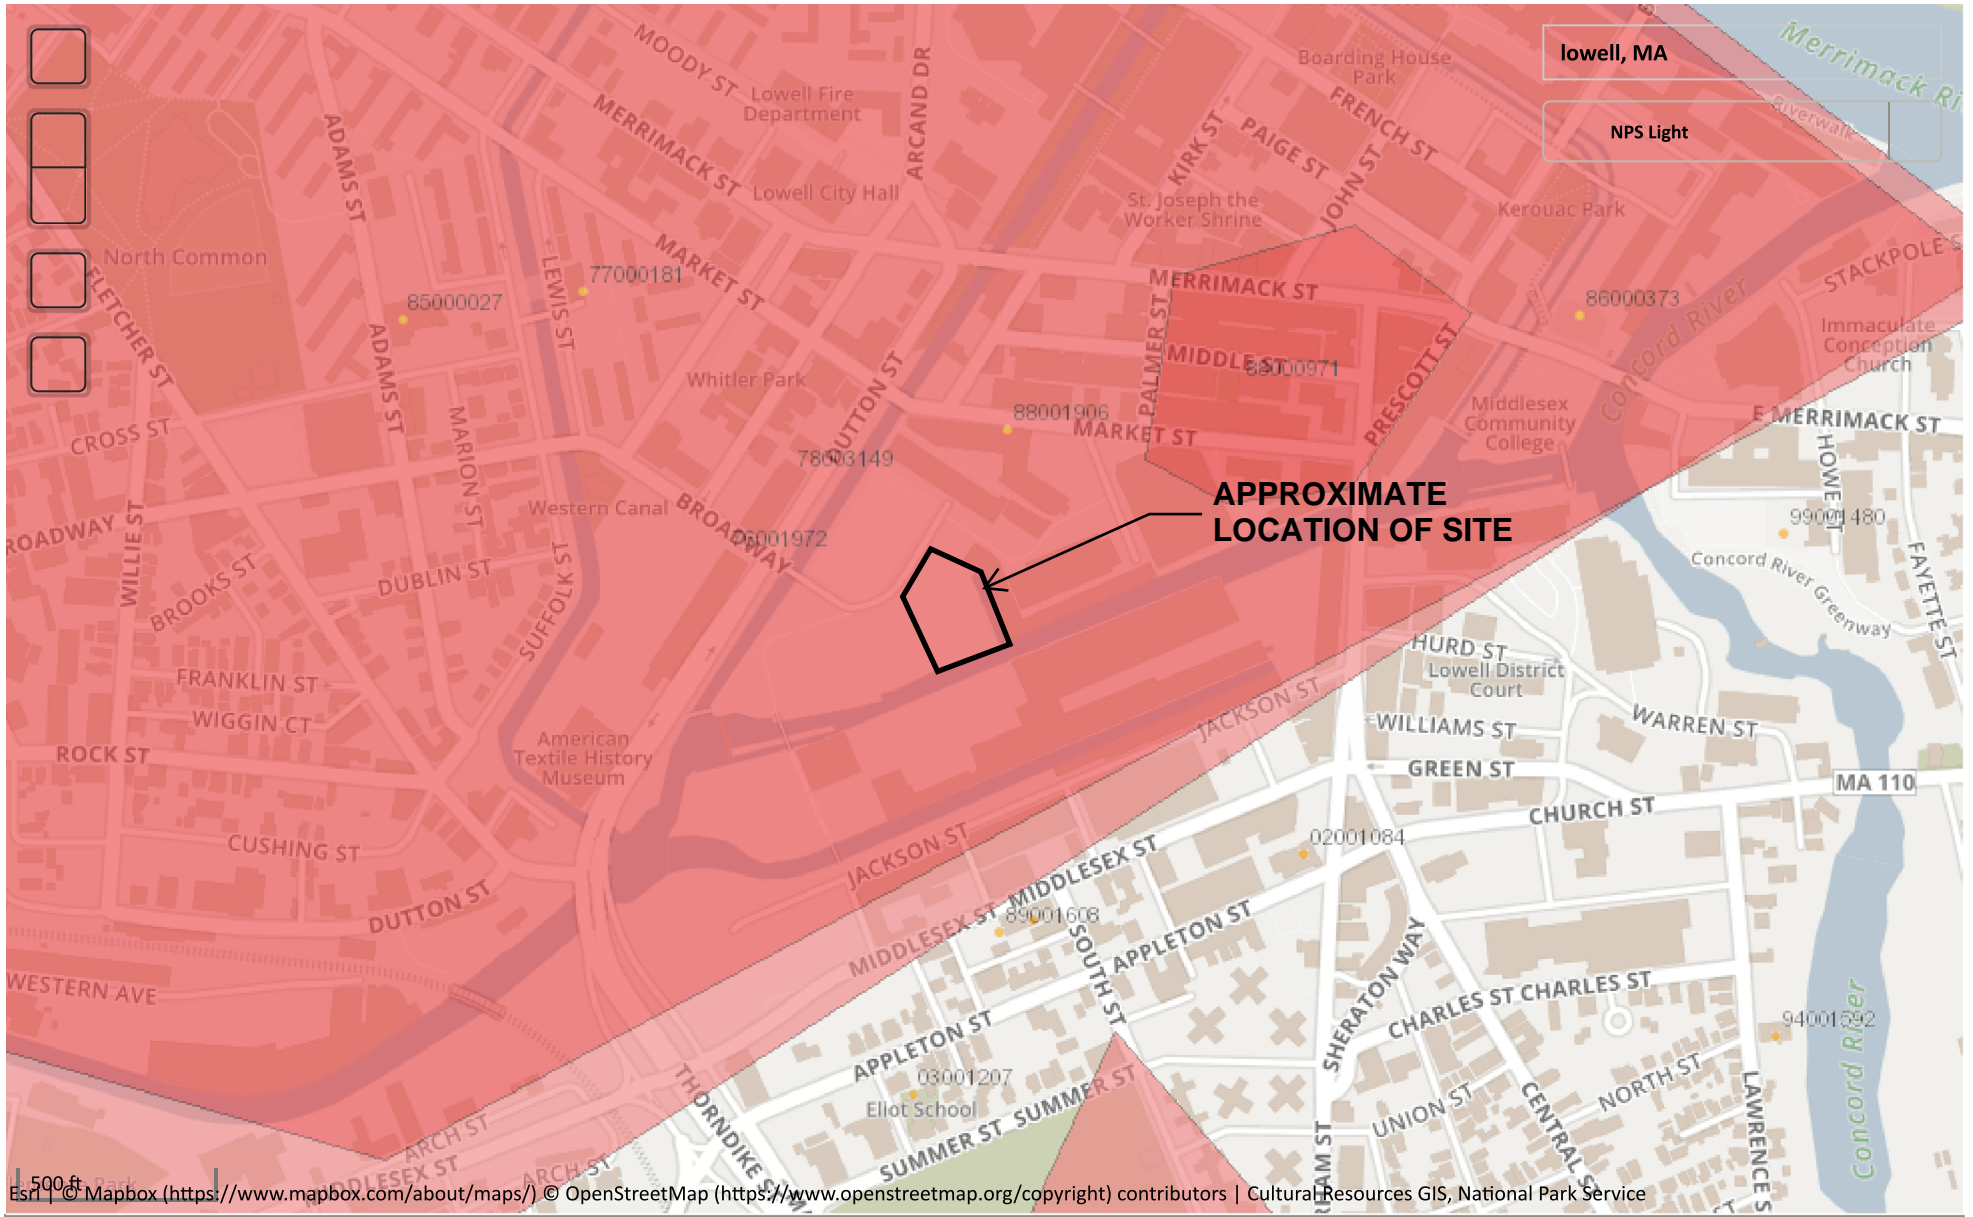 MOODY ST
Lowell Fire
Department
ARCAND DR
Boarding House
Park
lowell, MA
Merrimack Ri
Riverwalk
NPS Light
FRENCH ST
PAIGE ST
KIRK ST
JOHN ST
MERRIMACK ST
ADAMS ST
Lowell City Hall
St. Joseph the
Worker Shrine
Kerouac Park
North Common
FLETCHER ST
85000027
LEWIS ST
77000181
MARKET ST
MERRIMACK ST
86000373
STACKPOLE S
Concord River
Immaculate
Conception
Church
ADAMS ST
Whitler Park
DUTTON ST
PALMER ST
MIDDLE ST
88000971
PRESCOTT ST
88001906
MARKET ST
Middlesex
Community
College
E MERRIMACK ST
CROSS ST
MARION ST
78003149
HOWE ST
Western Canal
BROADWAY
76001972
APPROXIMATE
LOCATION OF SITE
99001480
ROADWAY
WILLIE ST
BROOKS ST
DUBLIN ST
SUFFOLK ST
Concord River
Greenway
FAYETTE ST
HURD ST
Lowell District
Court
FRANKLIN ST
WIGGIN CT
JACKSON ST
WILLIAMS ST
WARREN ST
ROCK ST
American
Textile History
Museum
GREEN ST
MA 110
CHURCH ST
CUSHING ST
JACKSON ST
MIDDLESEX ST
02001084
DUTTON ST
MIDDLESEX ST
89001608
APPLETON ST
SOUTH ST
SHERATON WAY
WESTERN AVE
CHARLES ST
CHARLES ST
94001592
Concord River
APPLETON ST
03001207
Eliot School
SUMMER ST
SUMMER ST
THORNDIKE S
UNION ST
NORTH ST
CENTRAL ST
LAWRENCE S
ARCH ST
ARCH ST
MIDDLESEX ST
HAM ST
Park
500 ft
Esri | © Mapbox (https://www.mapbox.com/about/maps/) © OpenStreetMap (https://www.openstreetmap.org/copyright) contributors | Cultural Resources GIS, National Park Service